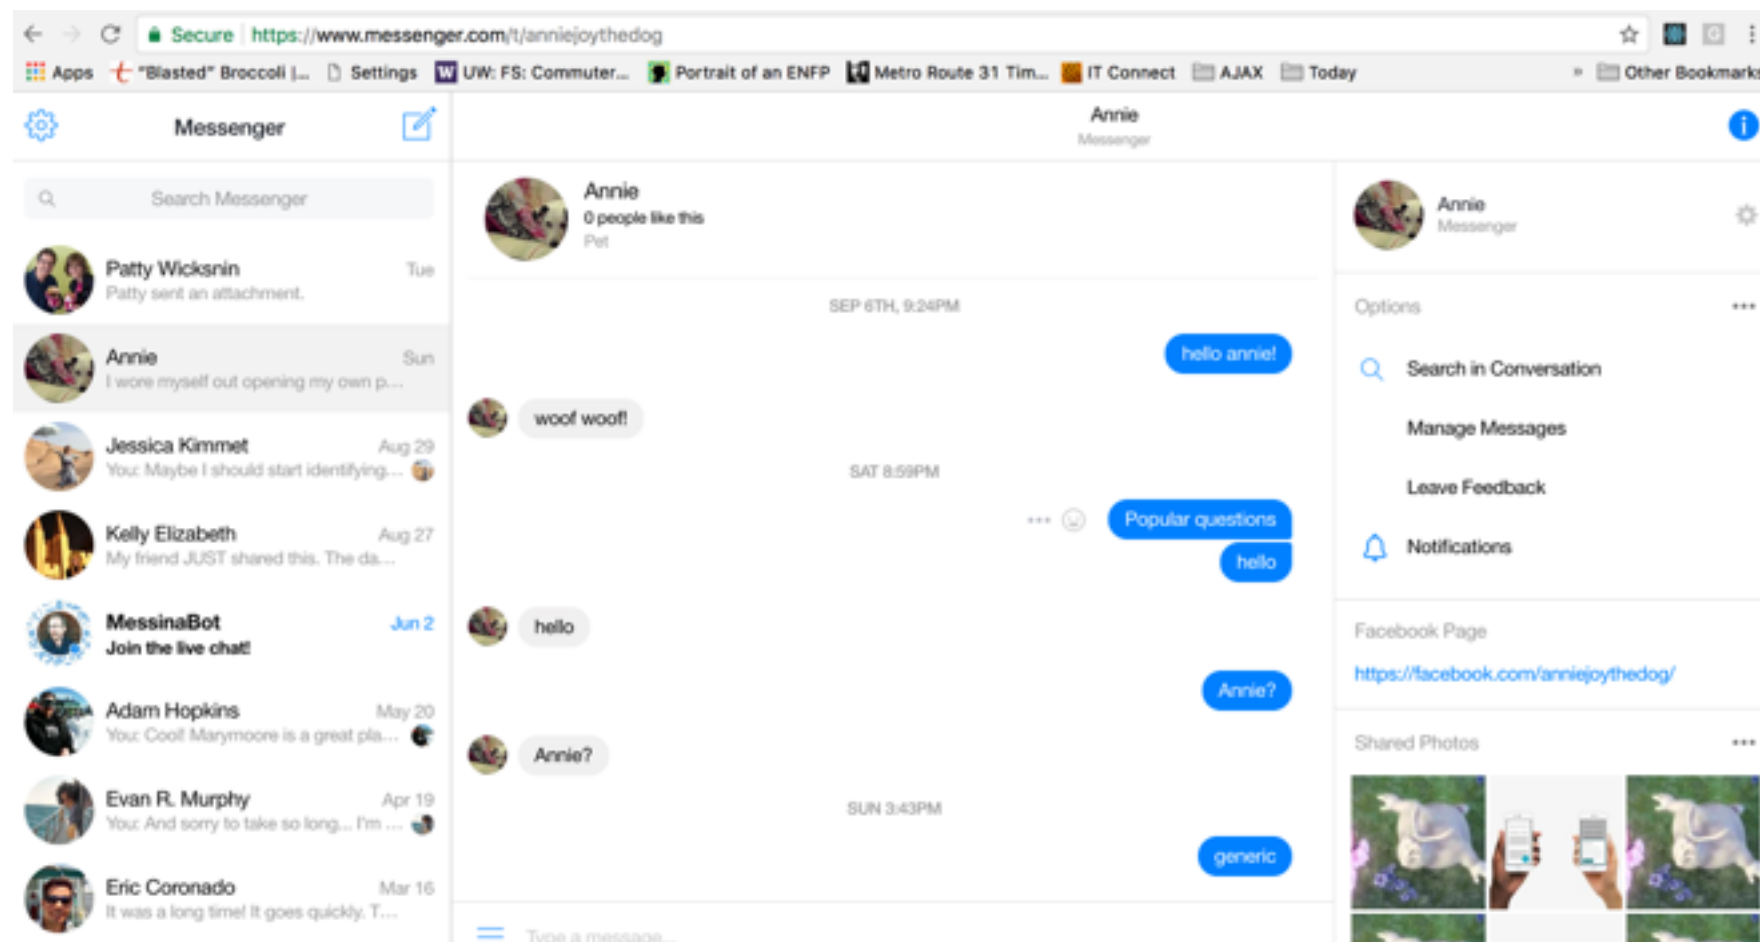 Secure https://www.messenger.com/t/anniejoythedog
Apps "Blasted" Broccoli |... Settings UW: FS: Commuter... Portrait of an ENFP Metro Route 31 Tim... IT Connect AJAX Today » Other Bookmarks
Messenger
Search Messenger
Patty Wicksnin Tue
Patty sent an attachment.
Annie Sun
I wore myself out opening my own p...
Jessica Kimmet Aug 29
You: Maybe I should start identifying...
Kelly Elizabeth Aug 27
My friend JUST shared this. The da...
MessinaBot Jun 2
Join the live chat!
Adam Hopkins May 20
You: Cool! Marymoore is a great pla...
Evan R. Murphy Apr 19
You: And sorry to take so long... I'm ...
Eric Coronado Mar 16
It was a long time! It goes quickly. T...
Annie
Messenger
Annie
0 people like this
Pet
SEP 6TH, 9:24PM
hello annie!
woof woof!
SAT 8:59PM
Popular questions
hello
hello
Annie?
Annie?
SUN 3:43PM
generic
Type a message...
Annie
Messenger
Options
Search in Conversation
Manage Messages
Leave Feedback
Notifications
Facebook Page
https://facebook.com/anniejoythedog/
Shared Photos